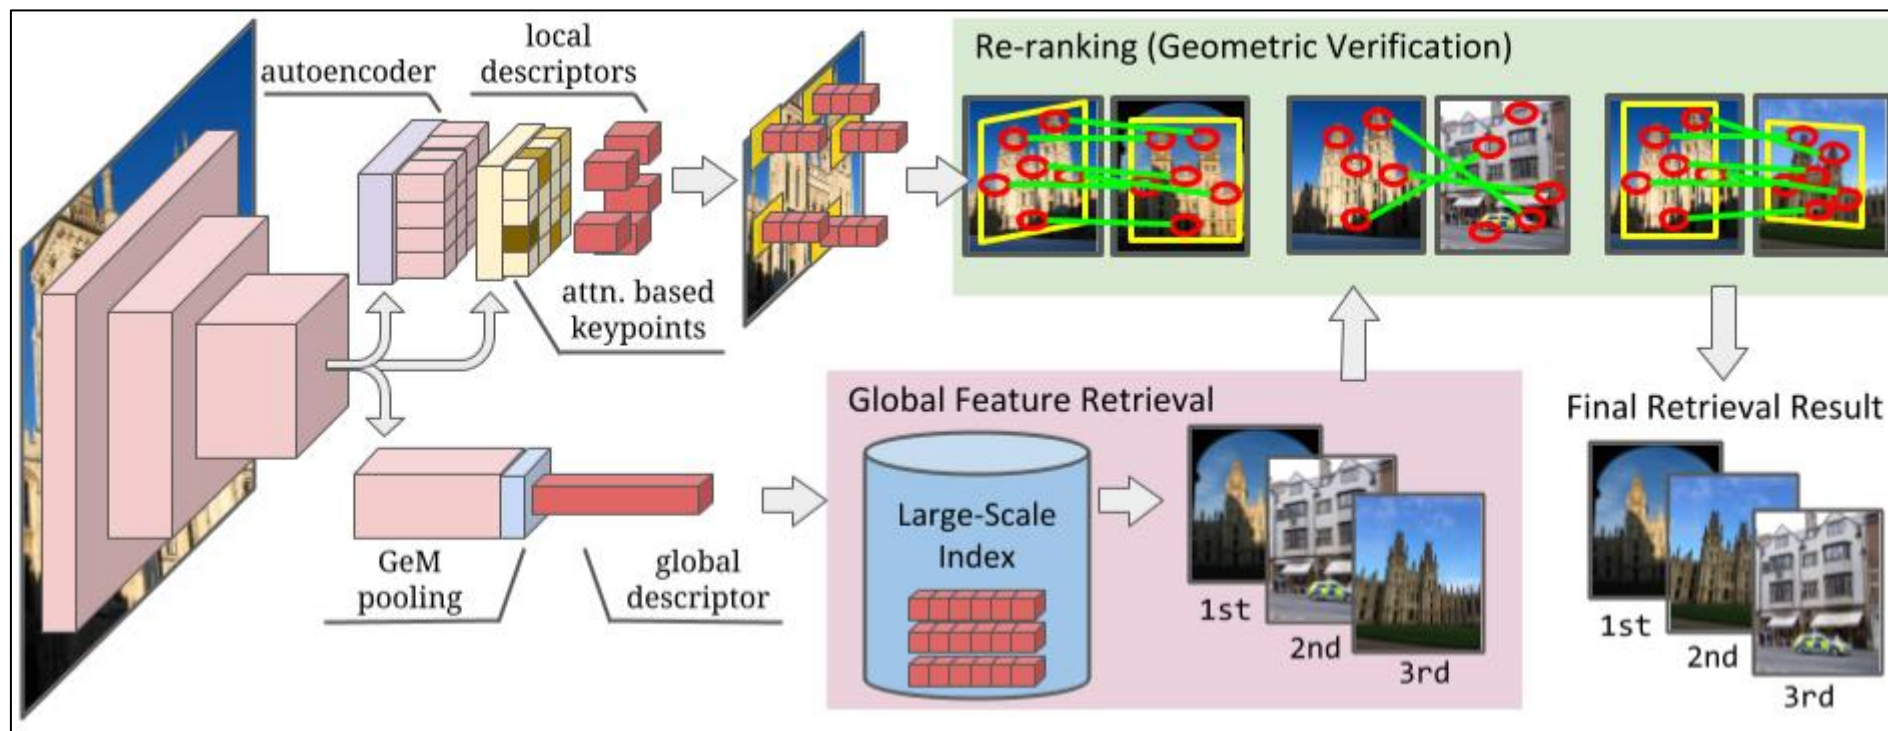 autoencoder
local
descriptors
attn. based
keypoints
Re-ranking (Geometric Verification)
GeM
pooling
global
descriptor
Global Feature Retrieval
Large-Scale
Index
1st
2nd
3rd
Final Retrieval Result
1st
2nd
3rd